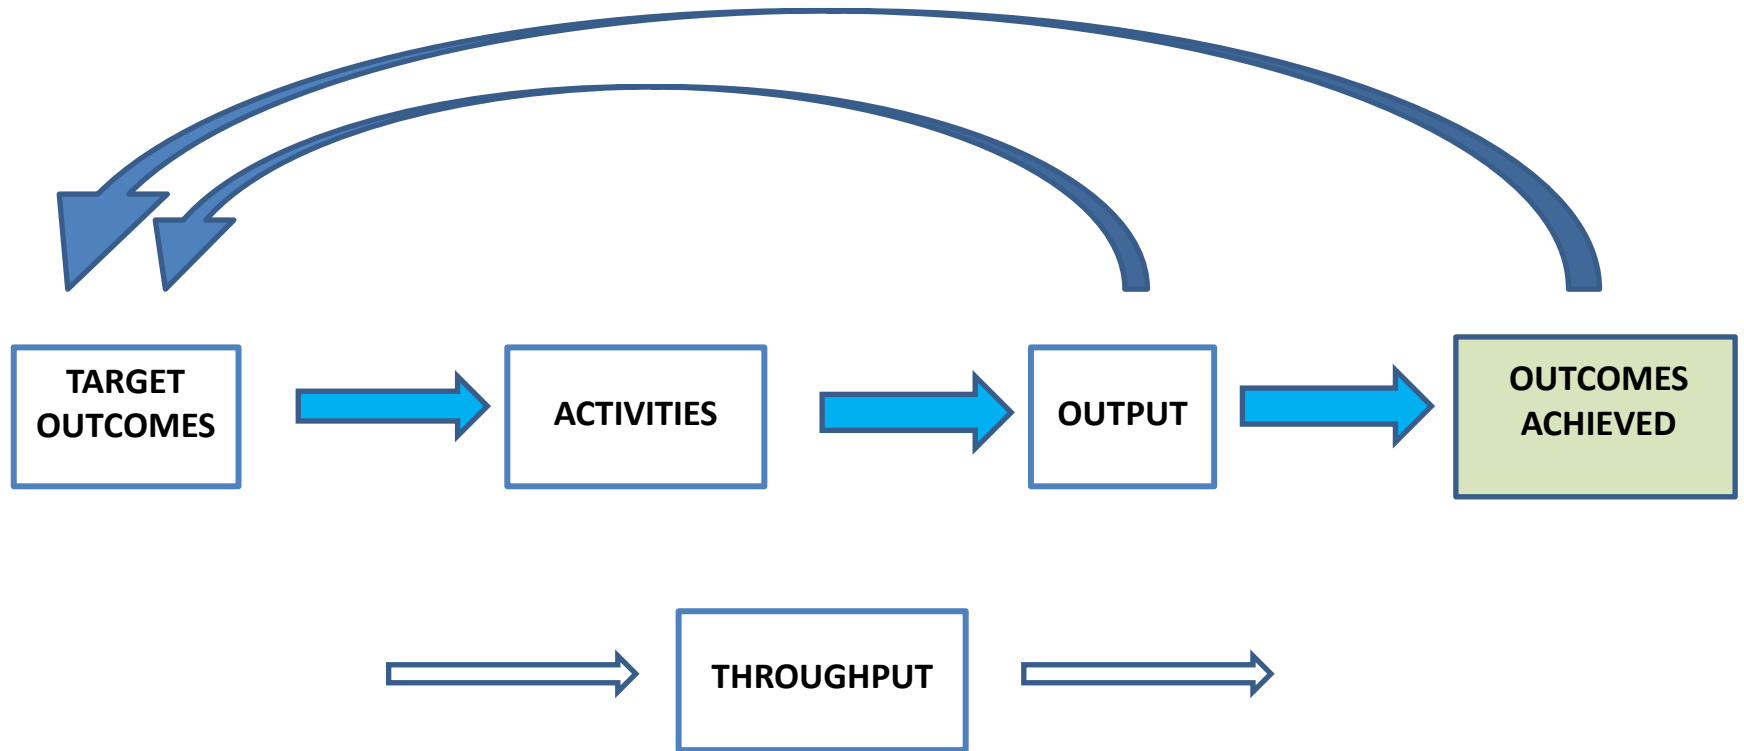 TARGET
OUTCOMES
ACTIVITIES
OUTPUT
OUTCOMES
ACHIEVED
THROUGHPUT